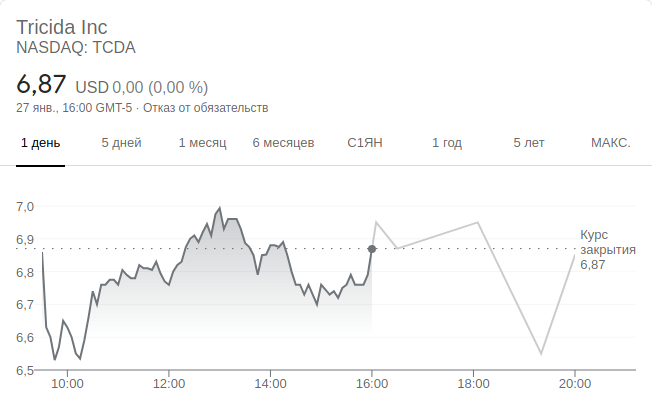 Tricida Inc
NASDAQ: TCDA
6,87 USD 0,00 (0,00 %)
27 янв., 16:00 GMT-5 · Отказ от обязательств
1 день 5 дней 1 месяц 6 месяцев С1ЯН 1 год 5 лет МАКС.
7,0
6,9
6,8
6,7
6,6
6,5
Курс
закрытия
6,87
10:00 12:00 14:00 16:00 18:00 20:00